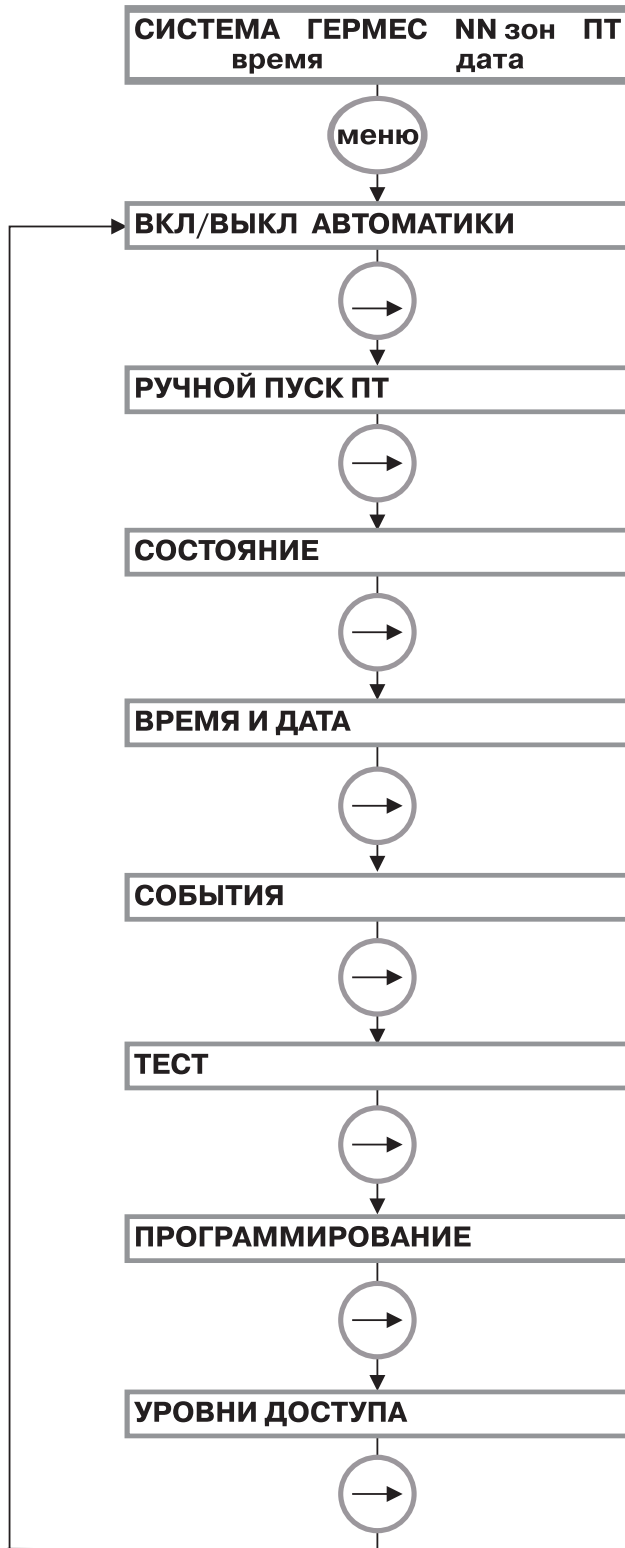 СИСТЕМА ГЕРМЕС NN зон ПТ
время дата
меню
ВКЛ/ВЫКЛ АВТОМАТИКИ
РУЧНОЙ ПУСК ПТ
СОСТОЯНИЕ
ВРЕМЯ И ДАТА
СОБЫТИЯ
ТЕСТ
ПРОГРАММИРОВАНИЕ
УРОВНИ ДОСТУПА